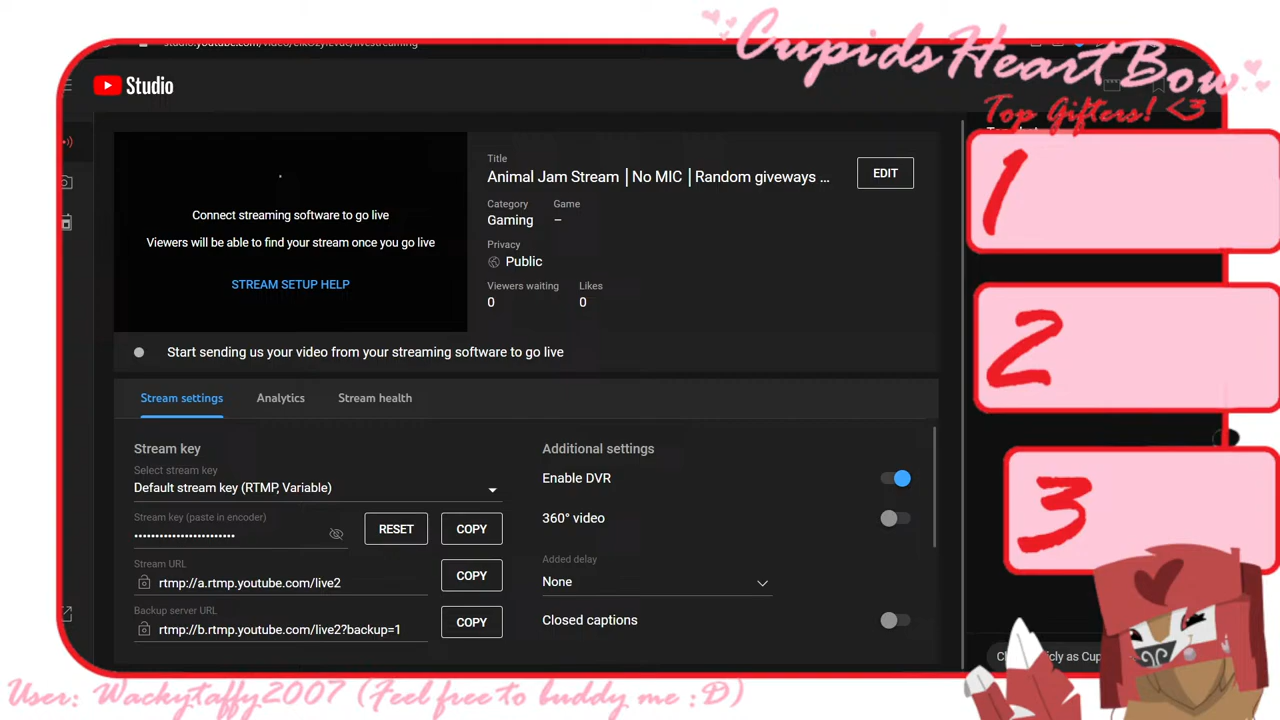 CupidsHeartBow
Top Gifters! <3
Studio
Connect streaming software to go live
Viewers will be able to find your stream once you go live
STREAM SETUP HELP
Title
Animal Jam Stream |No MIC |Random giveways ...
EDIT
Category Game
Gaming –
Privacy
Public
Viewers waiting Likes
0 0
Start sending us your video from your streaming software to go live
Stream settings Analytics Stream health
Stream key
Select stream key
Default stream key (RTMP, Variable)
Stream key (paste in encoder)
························
RESET COPY
Stream URL
rtmp://a.rtmp.youtube.com/live2
COPY
Backup server URL
rtmp://b.rtmp.youtube.com/live2?backup=1
COPY
Additional settings
Enable DVR
360° video
Added delay
None
Closed captions
1
2
3
User: Wackytaffy2007 (Feel free to buddy me :D)